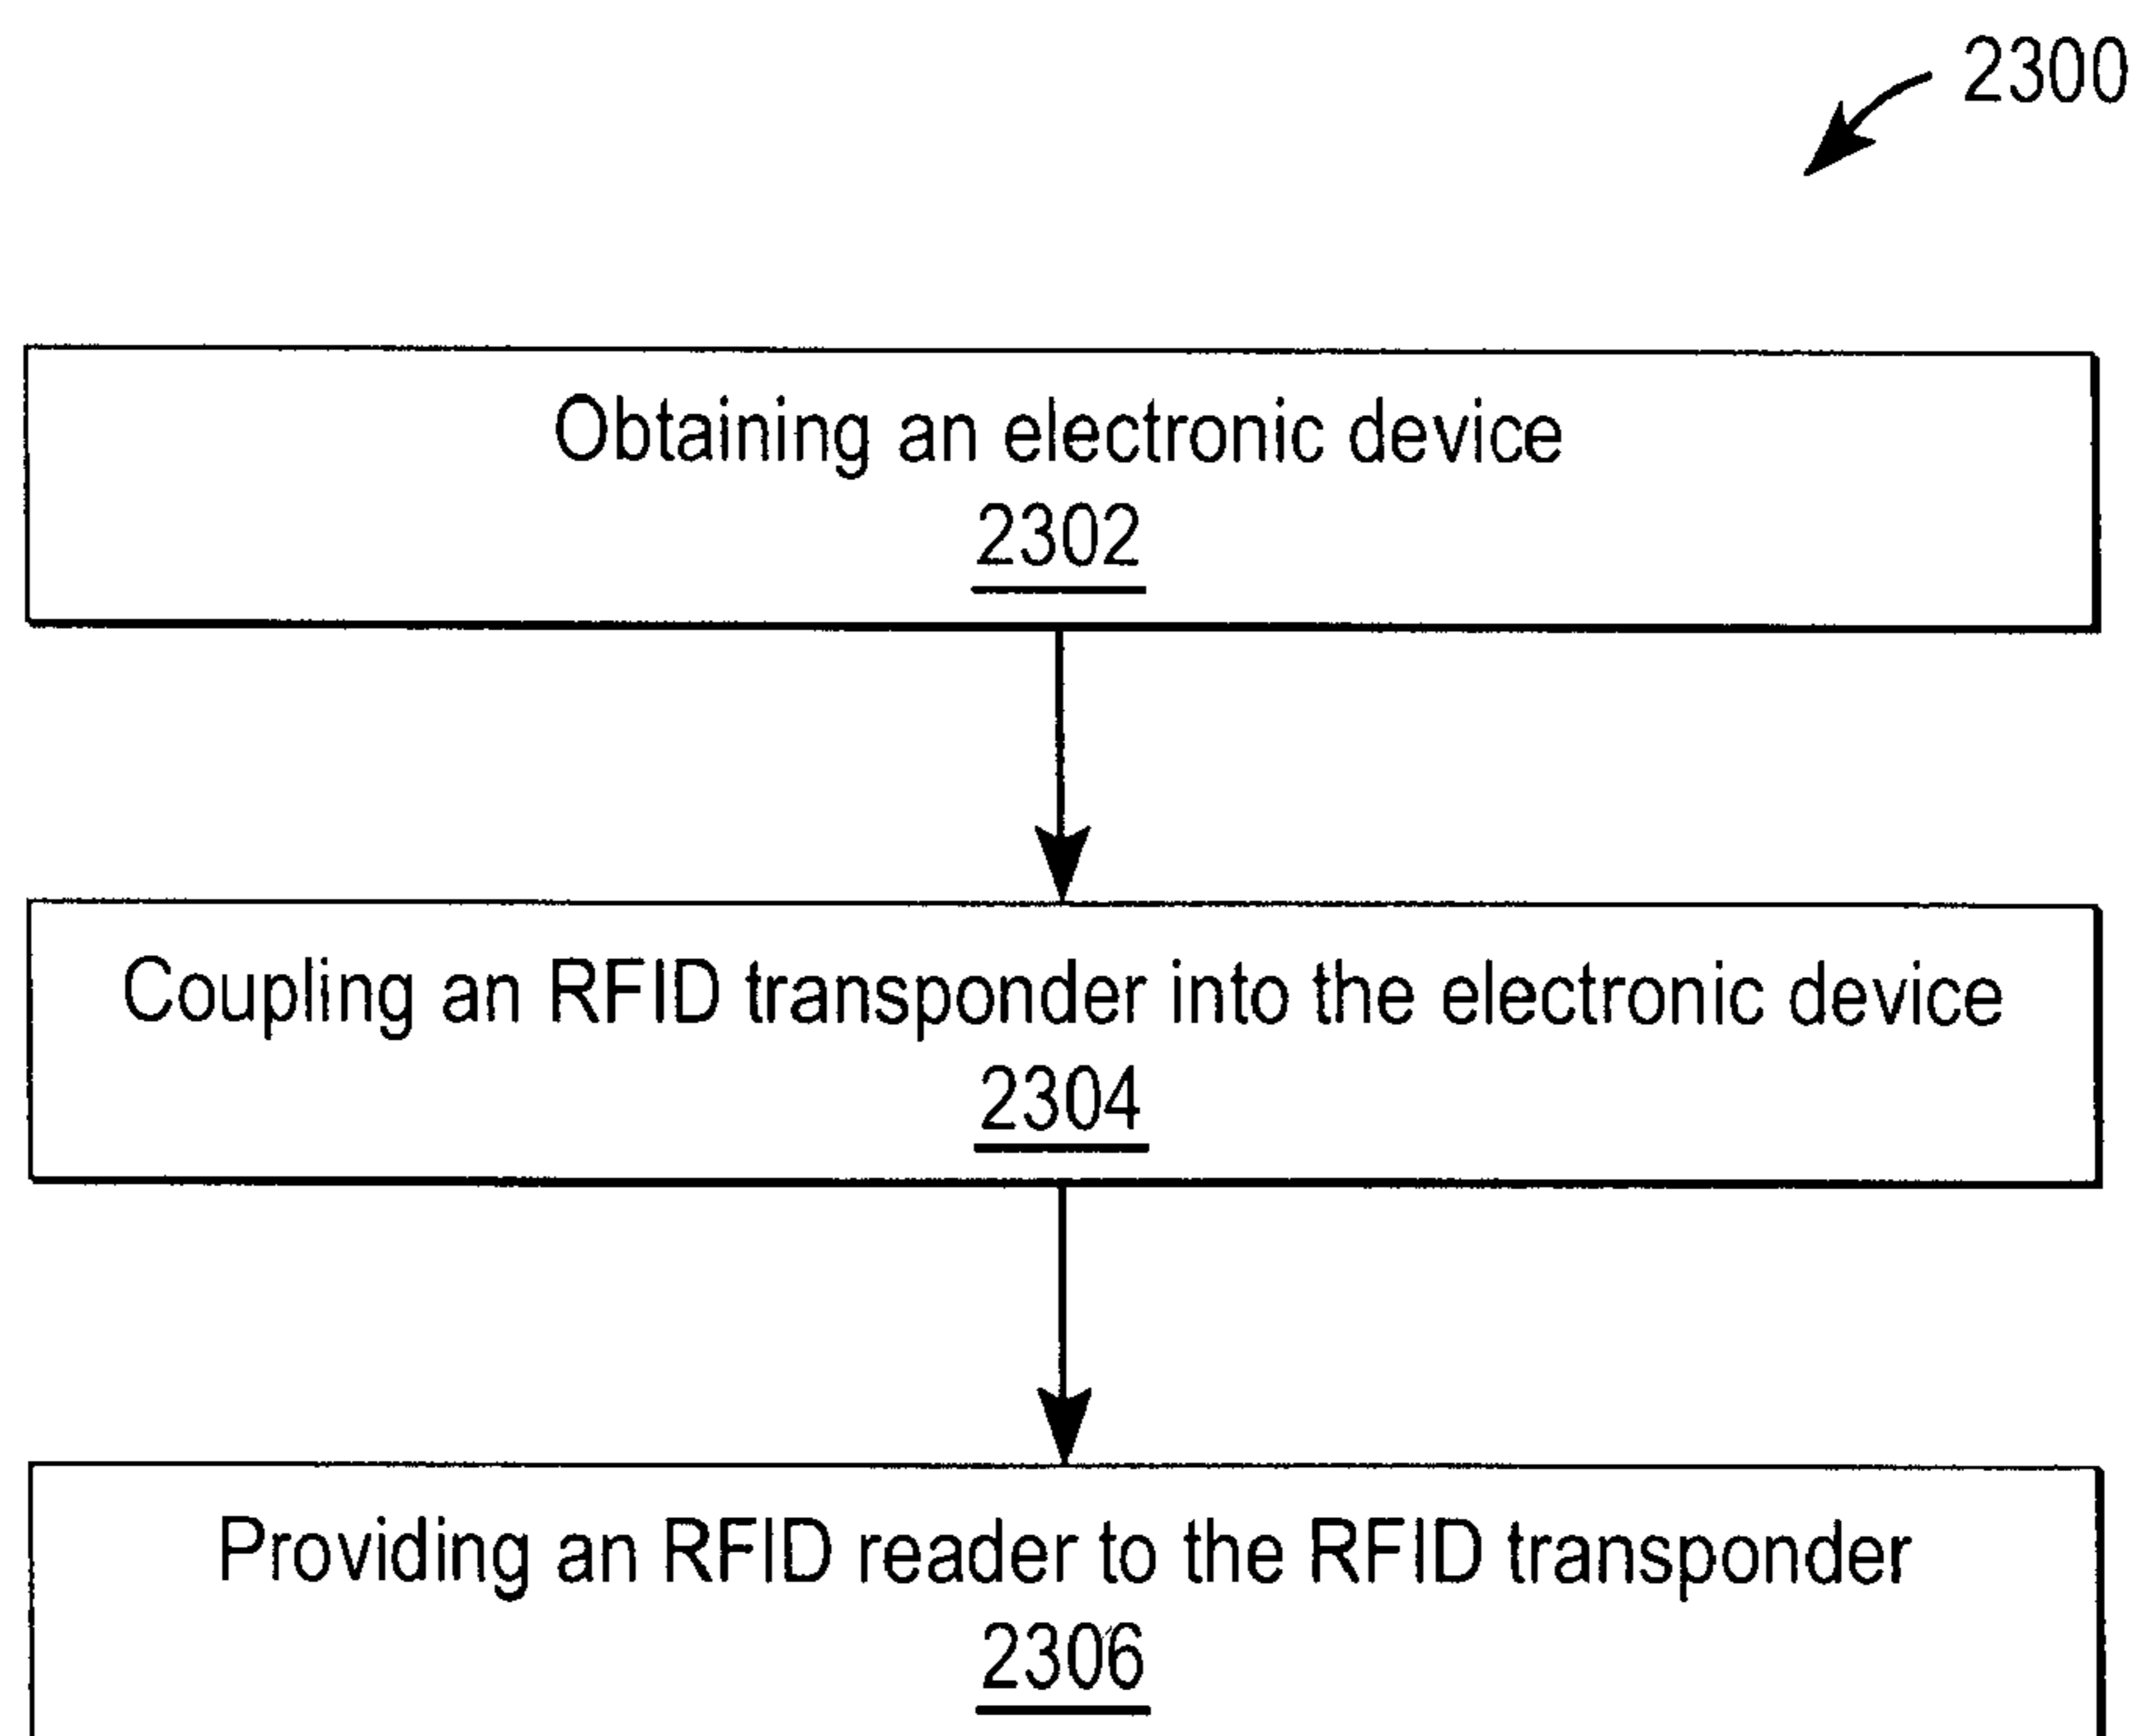 2300
Obtaining an electronic device
2302
Coupling an RFID transponder into the electronic device
2304
Providing an RFID reader to the RFID transponder
2306